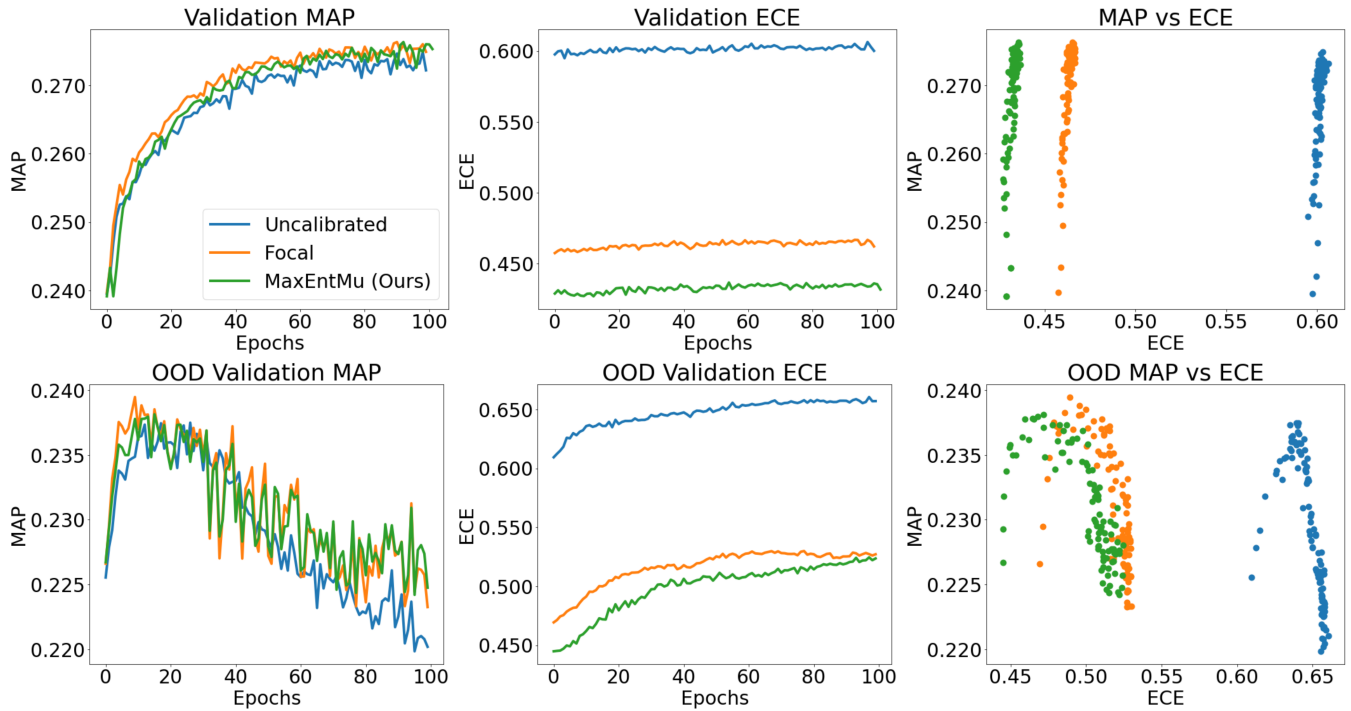 Validation MAP
MAP
0.270
0.260
0.250
0.240
0 20 40 60 80 100
Epochs
Uncalibrated
Focal
MaxEntMu (Ours)
Validation ECE
ECE
0.600
0.550
0.500
0.450
0 20 40 60 80 100
Epochs
MAP vs ECE
MAP
0.270
0.260
0.250
0.240
0.45 0.50 0.55 0.60
ECE
OOD Validation MAP
MAP
0.240
0.235
0.230
0.225
0.220
0 20 40 60 80 100
Epochs
OOD Validation ECE
ECE
0.650
0.600
0.550
0.500
0.450
0 20 40 60 80 100
Epochs
OOD MAP vs ECE
MAP
0.240
0.235
0.230
0.225
0.220
0.45 0.50 0.55 0.60 0.65
ECE